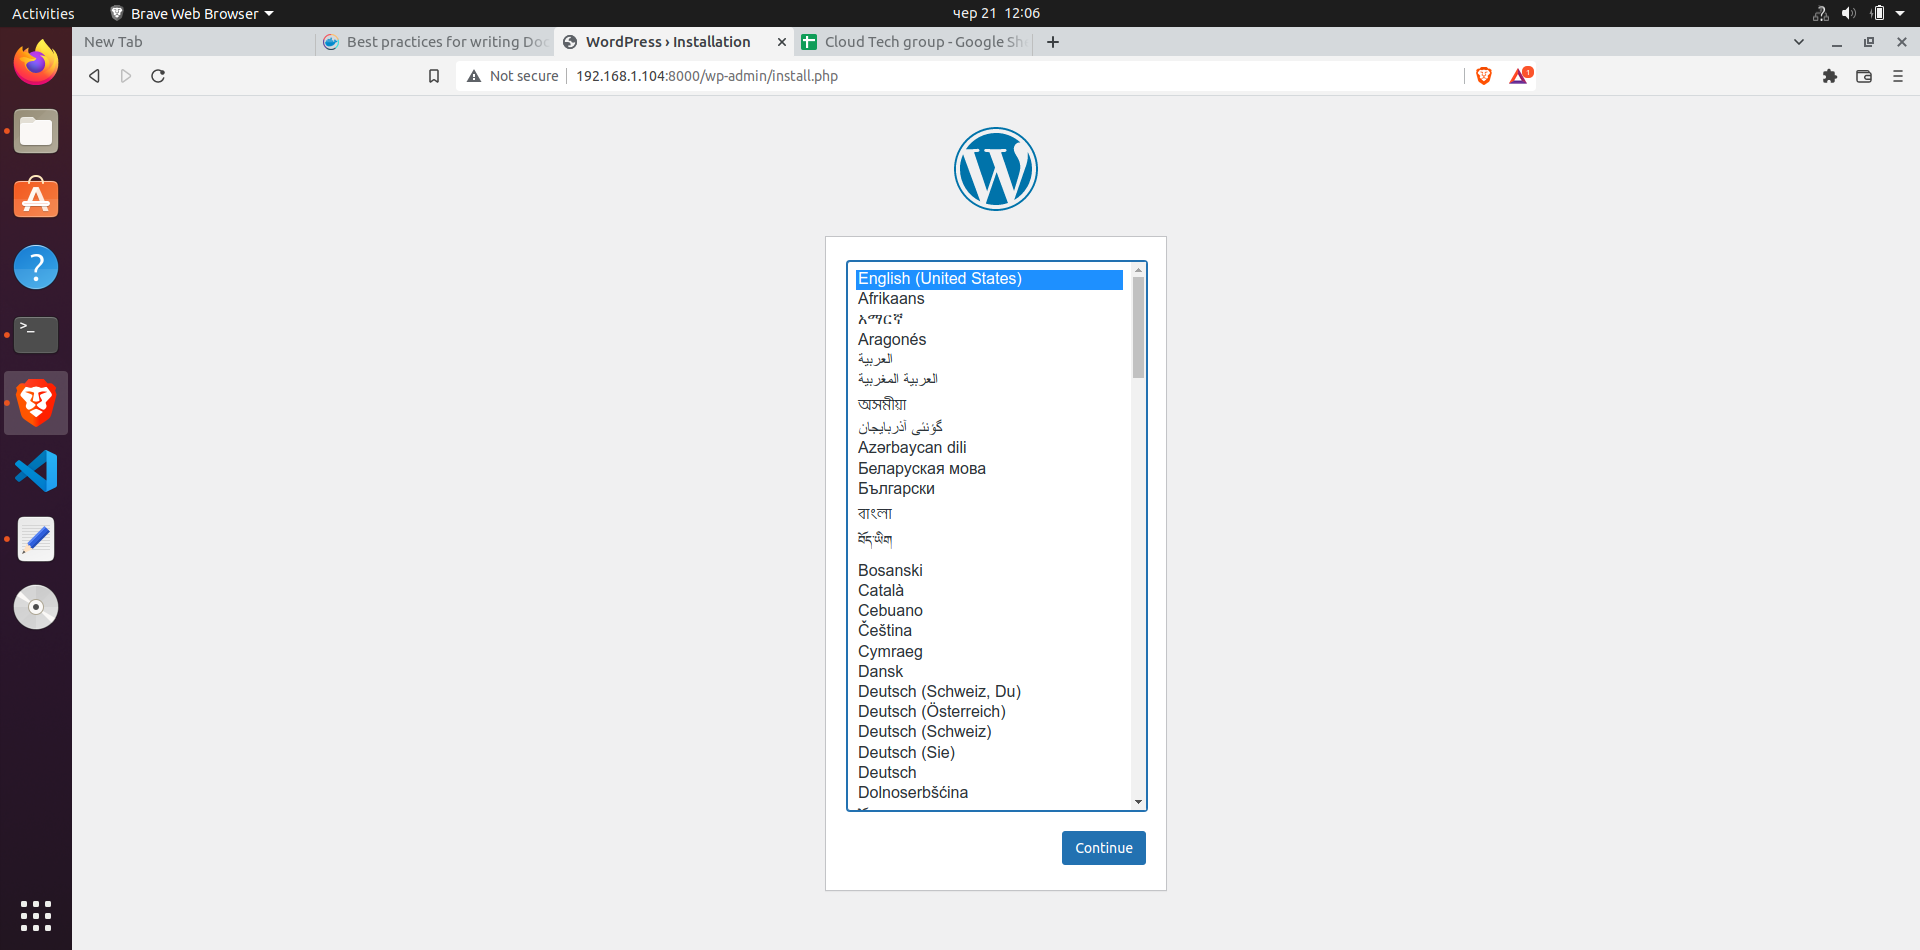 Activities
Brave Web Browser
чер 21 12:06
New Tab
Best practices for writing Doc
WordPress › Installation
Cloud Tech group - Google She
Not secure
192.168.1.104:8000/wp-admin/install.php
1
English (United States)
Afrikaans
አማርኛ
Aragonés
العربية
العربية المغربية
অসমীয়া
گؤنئی آذربایجان
Azərbaycan dili
Беларуская мова
Български
বাংলা
བོད་ཡིག
Bosanski
Català
Cebuano
Čeština
Cymraeg
Dansk
Deutsch (Schweiz, Du)
Deutsch (Österreich)
Deutsch (Schweiz)
Deutsch (Sie)
Deutsch
Dolnoserbšćina
Continue